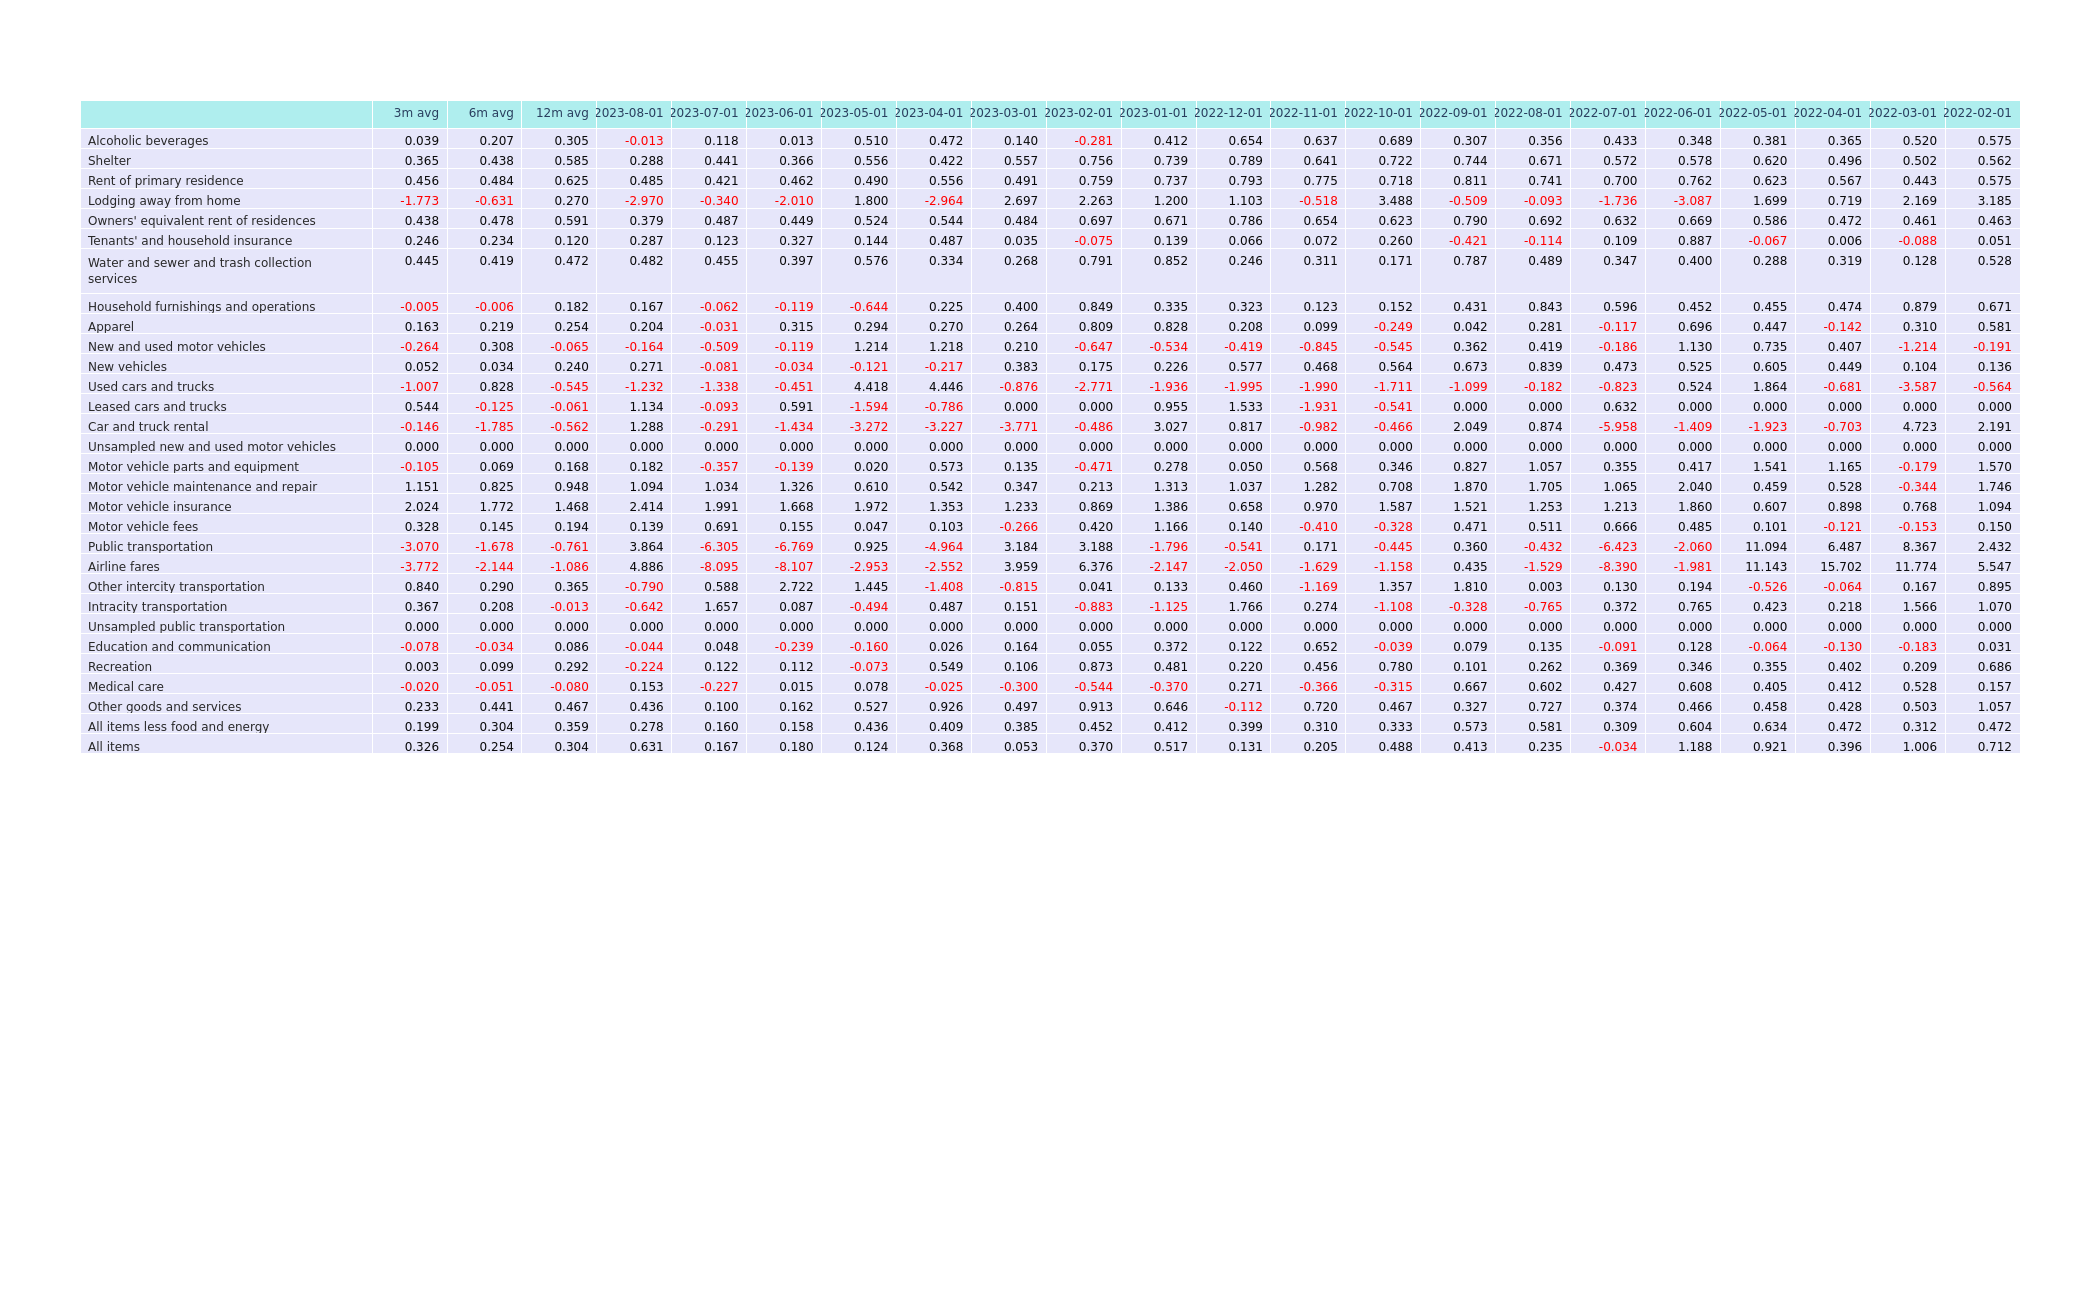 3m avg 6m avg 12m avg 2023-08-01 2023-07-01 2023-06-01 2023-05-01 2023-04-01 2023-03-01 2023-02-01 2023-01-01 2022-12-01 2022-11-01 2022-10-01 2022-09-01 2022-08-01 2022-07-01 2022-06-01 2022-05-01 2022-04-01 2022-03-01 2022-02-01
Alcoholic beverages 0.039 0.207 0.305 -0.013 0.118 0.013 0.510 0.472 0.140 -0.281 0.412 0.654 0.637 0.689 0.307 0.356 0.433 0.348 0.381 0.365 0.520 0.575
Shelter 0.365 0.438 0.585 0.288 0.441 0.366 0.556 0.422 0.557 0.756 0.739 0.789 0.641 0.722 0.744 0.671 0.572 0.578 0.620 0.496 0.502 0.562
Rent of primary residence 0.456 0.484 0.625 0.485 0.421 0.462 0.490 0.556 0.491 0.759 0.737 0.793 0.775 0.718 0.811 0.741 0.700 0.762 0.623 0.567 0.443 0.575
Lodging away from home -1.773 -0.631 0.270 -2.970 -0.340 -2.010 1.800 -2.964 2.697 2.263 1.200 1.103 -0.518 3.488 -0.509 -0.093 -1.736 -3.087 1.699 0.719 2.169 3.185
Owners' equivalent rent of residences 0.438 0.478 0.591 0.379 0.487 0.449 0.524 0.544 0.484 0.697 0.671 0.786 0.654 0.623 0.790 0.692 0.632 0.669 0.586 0.472 0.461 0.463
Tenants' and household insurance 0.246 0.234 0.120 0.287 0.123 0.327 0.144 0.487 0.035 -0.075 0.139 0.066 0.072 0.260 -0.421 -0.114 0.109 0.887 -0.067 0.006 -0.088 0.051
Water and sewer and trash collection 0.445 0.419 0.472 0.482 0.455 0.397 0.576 0.334 0.268 0.791 0.852 0.246 0.311 0.171 0.787 0.489 0.347 0.400 0.288 0.319 0.128 0.528
services
Household furnishings and operations -0.005 -0.006 0.182 0.167 -0.062 -0.119 -0.644 0.225 0.400 0.849 0.335 0.323 0.123 0.152 0.431 0.843 0.596 0.452 0.455 0.474 0.879 0.671
Apparel 0.163 0.219 0.254 0.204 -0.031 0.315 0.294 0.270 0.264 0.809 0.828 0.208 0.099 -0.249 0.042 0.281 -0.117 0.696 0.447 -0.142 0.310 0.581
New and used motor vehicles -0.264 0.308 -0.065 -0.164 -0.509 -0.119 1.214 1.218 0.210 -0.647 -0.534 -0.419 -0.845 -0.545 0.362 0.419 -0.186 1.130 0.735 0.407 -1.214 -0.191
New vehicles 0.052 0.034 0.240 0.271 -0.081 -0.034 -0.121 -0.217 0.383 0.175 0.226 0.577 0.468 0.564 0.673 0.839 0.473 0.525 0.605 0.449 0.104 0.136
Used cars and trucks -1.007 0.828 -0.545 -1.232 -1.338 -0.451 4.418 4.446 -0.876 -2.771 -1.936 -1.995 -1.990 -1.711 -1.099 -0.182 -0.823 0.524 1.864 -0.681 -3.587 -0.564
Leased cars and trucks 0.544 -0.125 -0.061 1.134 -0.093 0.591 -1.594 -0.786 0.000 0.000 0.955 1.533 -1.931 -0.541 0.000 0.000 0.632 0.000 0.000 0.000 0.000 0.000
Car and truck rental -0.146 -1.785 -0.562 1.288 -0.291 -1.434 -3.272 -3.227 -3.771 -0.486 3.027 0.817 -0.982 -0.466 2.049 0.874 -5.958 -1.409 -1.923 -0.703 4.723 2.191
Unsampled new and used motor vehicles 0.000 0.000 0.000 0.000 0.000 0.000 0.000 0.000 0.000 0.000 0.000 0.000 0.000 0.000 0.000 0.000 0.000 0.000 0.000 0.000 0.000 0.000
Motor vehicle parts and equipment -0.105 0.069 0.168 0.182 -0.357 -0.139 0.020 0.573 0.135 -0.471 0.278 0.050 0.568 0.346 0.827 1.057 0.355 0.417 1.541 1.165 -0.179 1.570
Motor vehicle maintenance and repair 1.151 0.825 0.948 1.094 1.034 1.326 0.610 0.542 0.347 0.213 1.313 1.037 1.282 0.708 1.870 1.705 1.065 2.040 0.459 0.528 -0.344 1.746
Motor vehicle insurance 2.024 1.772 1.468 2.414 1.991 1.668 1.972 1.353 1.233 0.869 1.386 0.658 0.970 1.587 1.521 1.253 1.213 1.860 0.607 0.898 0.768 1.094
Motor vehicle fees 0.328 0.145 0.194 0.139 0.691 0.155 0.047 0.103 -0.266 0.420 1.166 0.140 -0.410 -0.328 0.471 0.511 0.666 0.485 0.101 -0.121 -0.153 0.150
Public transportation -3.070 -1.678 -0.761 3.864 -6.305 -6.769 0.925 -4.964 3.184 3.188 -1.796 -0.541 0.171 -0.445 0.360 -0.432 -6.423 -2.060 11.094 6.487 8.367 2.432
Airline fares -3.772 -2.144 -1.086 4.886 -8.095 -8.107 -2.953 -2.552 3.959 6.376 -2.147 -2.050 -1.629 -1.158 0.435 -1.529 -8.390 -1.981 11.143 15.702 11.774 5.547
Other intercity transportation 0.840 0.290 0.365 -0.790 0.588 2.722 1.445 -1.408 -0.815 0.041 0.133 0.460 -1.169 1.357 1.810 0.003 0.130 0.194 -0.526 -0.064 0.167 0.895
Intracity transportation 0.367 0.208 -0.013 -0.642 1.657 0.087 -0.494 0.487 0.151 -0.883 -1.125 1.766 0.274 -1.108 -0.328 -0.765 0.372 0.765 0.423 0.218 1.566 1.070
Unsampled public transportation 0.000 0.000 0.000 0.000 0.000 0.000 0.000 0.000 0.000 0.000 0.000 0.000 0.000 0.000 0.000 0.000 0.000 0.000 0.000 0.000 0.000 0.000
Education and communication -0.078 -0.034 0.086 -0.044 0.048 -0.239 -0.160 0.026 0.164 0.055 0.372 0.122 0.652 -0.039 0.079 0.135 -0.091 0.128 -0.064 -0.130 -0.183 0.031
Recreation 0.003 0.099 0.292 -0.224 0.122 0.112 -0.073 0.549 0.106 0.873 0.481 0.220 0.456 0.780 0.101 0.262 0.369 0.346 0.355 0.402 0.209 0.686
Medical care -0.020 -0.051 -0.080 0.153 -0.227 0.015 0.078 -0.025 -0.300 -0.544 -0.370 0.271 -0.366 -0.315 0.667 0.602 0.427 0.608 0.405 0.412 0.528 0.157
Other goods and services 0.233 0.441 0.467 0.436 0.100 0.162 0.527 0.926 0.497 0.913 0.646 -0.112 0.720 0.467 0.327 0.727 0.374 0.466 0.458 0.428 0.503 1.057
All items less food and energy 0.199 0.304 0.359 0.278 0.160 0.158 0.436 0.409 0.385 0.452 0.412 0.399 0.310 0.333 0.573 0.581 0.309 0.604 0.634 0.472 0.312 0.472
All items 0.326 0.254 0.304 0.631 0.167 0.180 0.124 0.368 0.053 0.370 0.517 0.131 0.205 0.488 0.413 0.235 -0.034 1.188 0.921 0.396 1.006 0.712